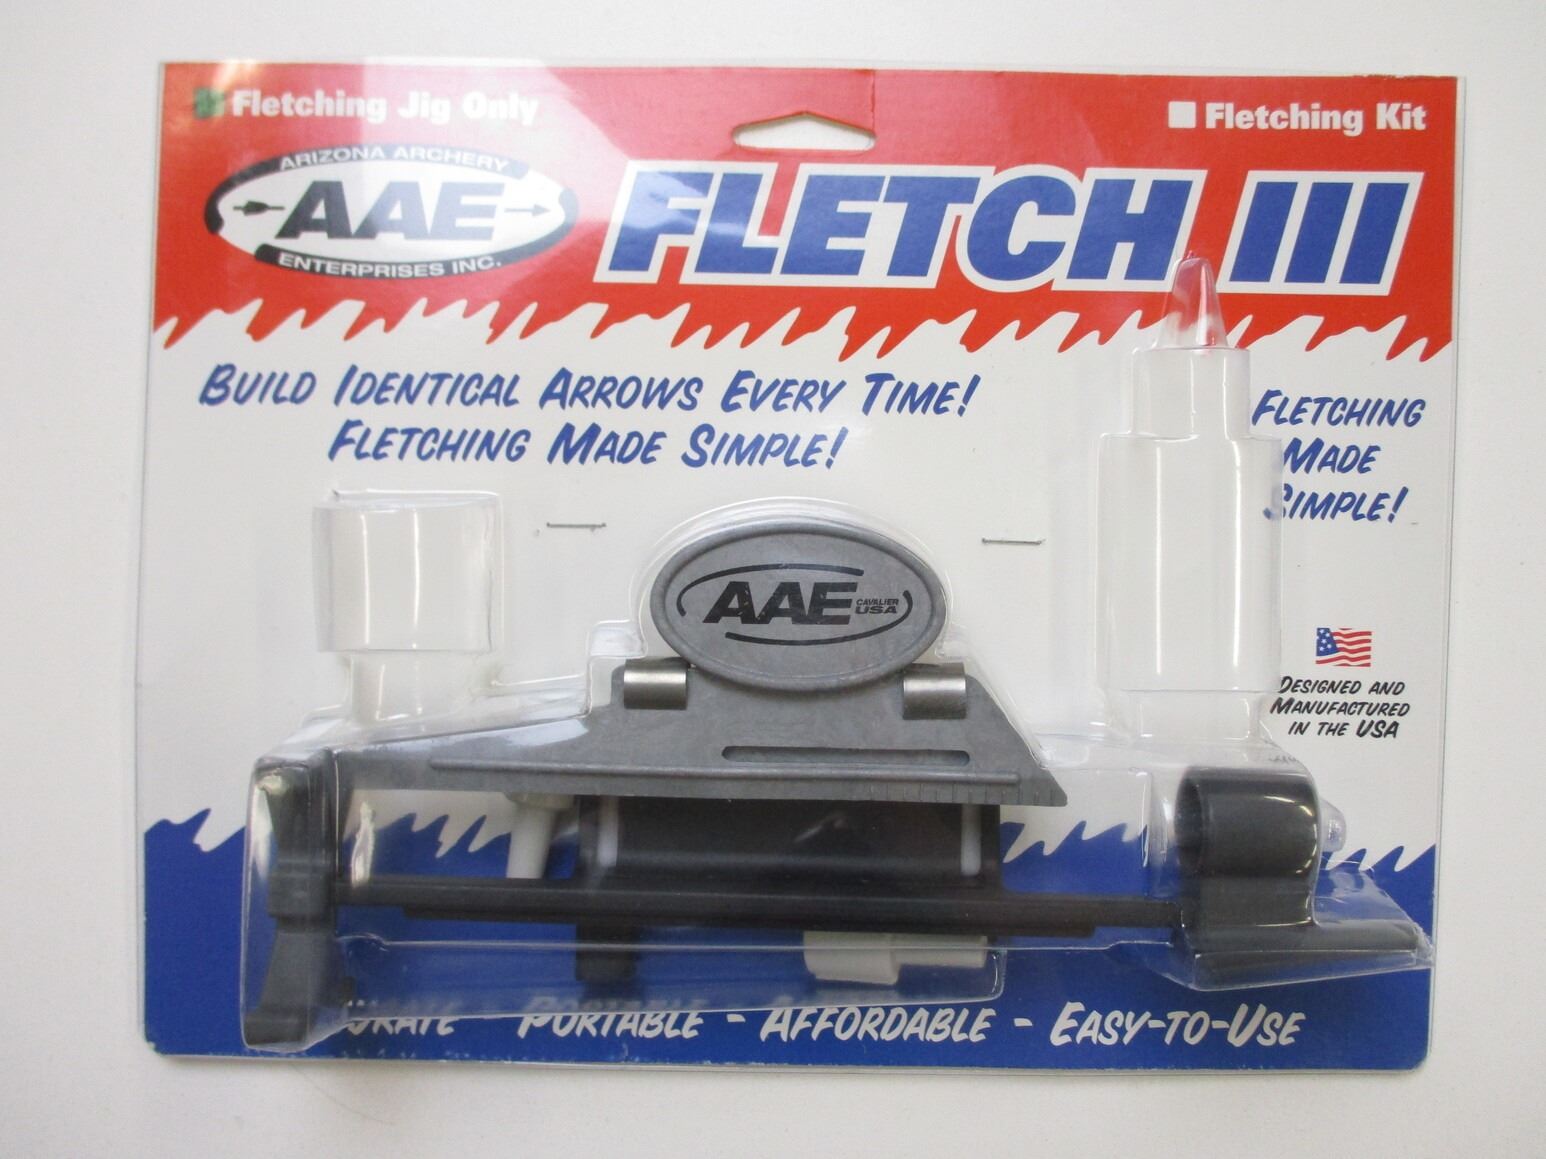 Fletching Jig Only
Fletching Kit
ARIZONA ARCHERY
AAE
ENTERPRISES INC.
FLETCH III
BUILD IDENTICAL ARROWS EVERY TIME!
FLETCHING MADE SIMPLE!
FLETCHING
MADE
SIMPLE!
AAE CAVALIER
USA
DESIGNED AND
MANUFACTURED
IN THE USA
PORTABLE - AFFORDABLE - EASY-TO-USE